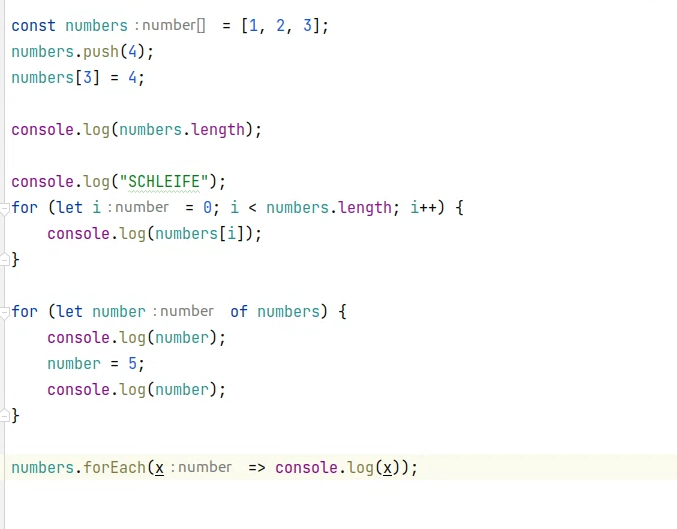 const numbers : number[] = [1, 2, 3];
numbers.push(4);
numbers[3] = 4;
console.log(numbers.length);
console.log("SCHLEIFE");
for (let i : number = 0; i < numbers.length; i++) {
console.log(numbers[i]);
}
for (let number : number of numbers) {
console.log(number);
number = 5;
console.log(number);
}
numbers.forEach(x : number => console.log(x));